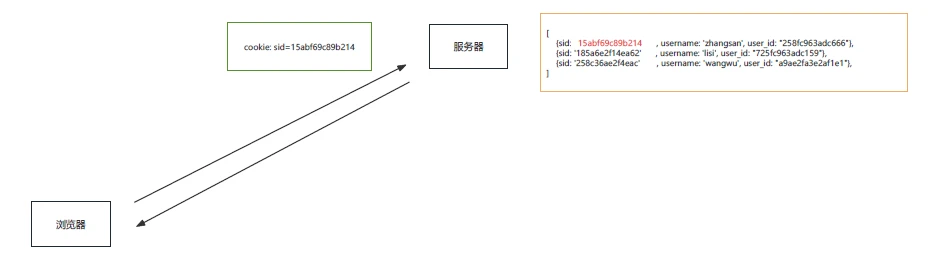 cookie: sid=15abf69c89b214
服务器
[
{sid: 15abf69c89b214 , username: 'zhangsan', user_id: "258fc963adc666"},
{sid: '185a6e2f14ea62' , username: 'lisi', user_id: "725fc963adc159"},
{sid: '258c36ae2f4eac' , username: 'wangwu', user_id: "a9ae2fa3e2af1e1"},
]
浏览器